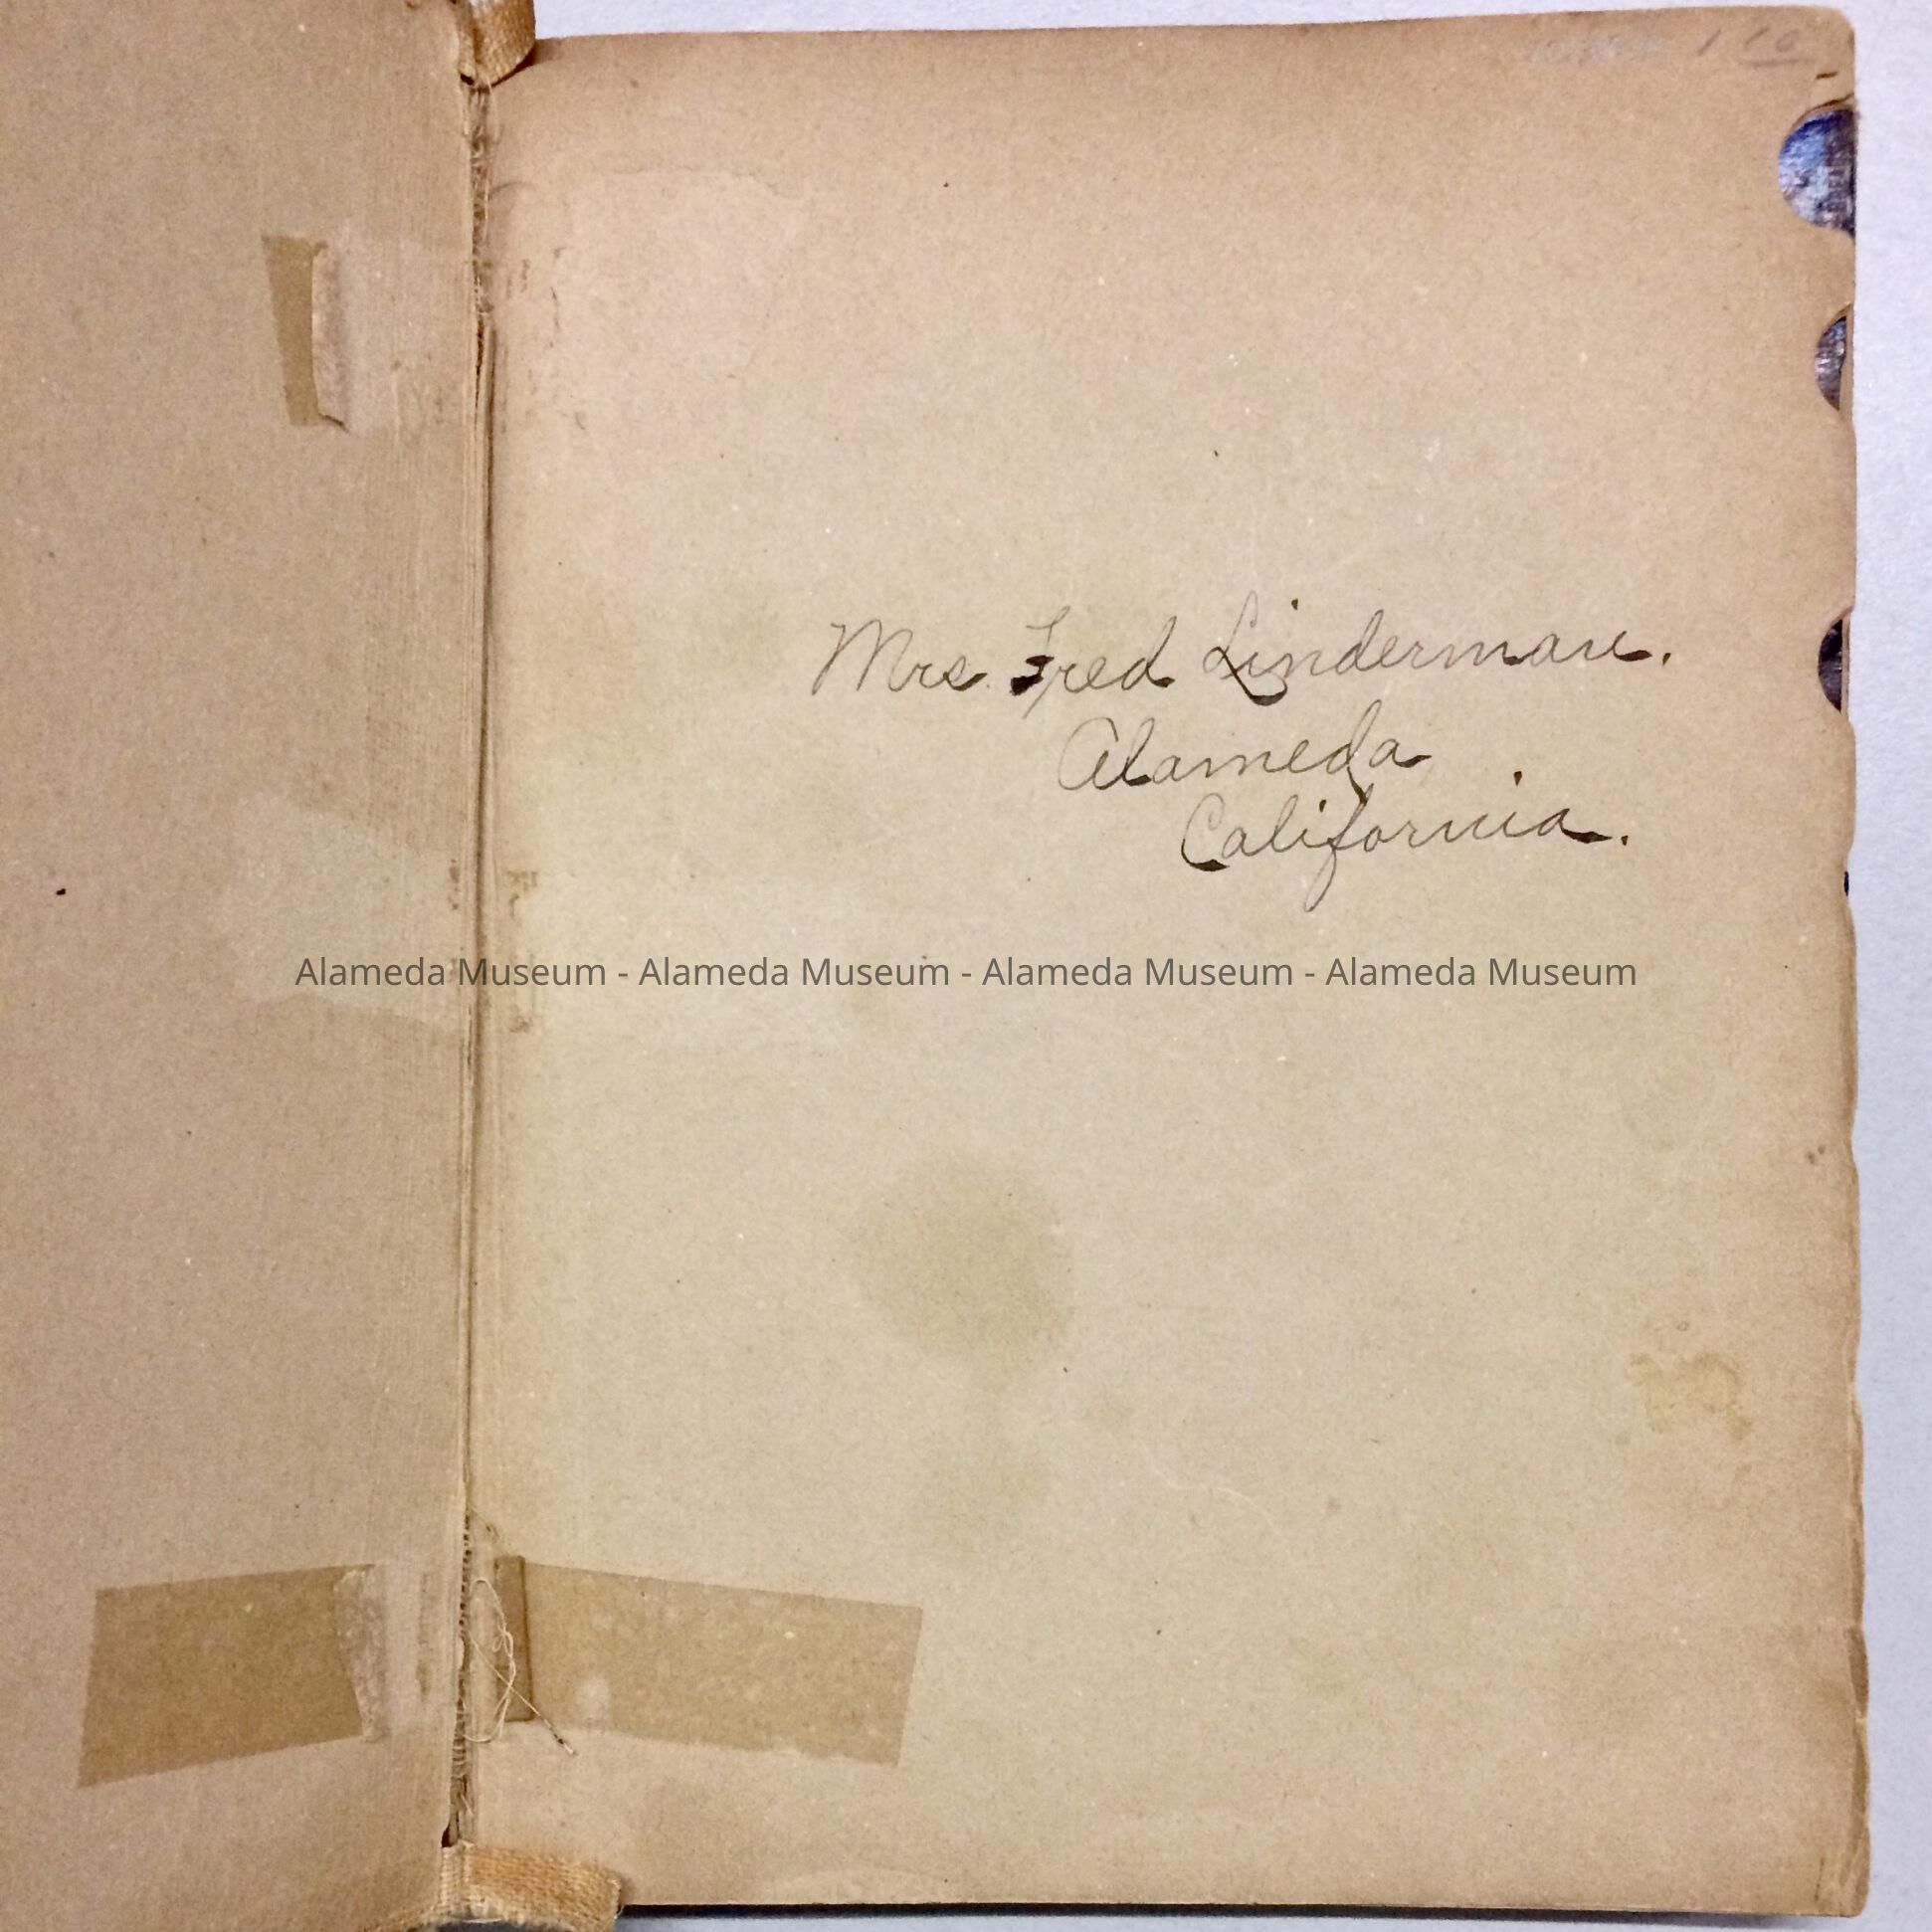 Mrs Fred Linderman.
Alameda
California.
Alameda Museum - Alameda Museum - Alameda Museum - Alameda Museum